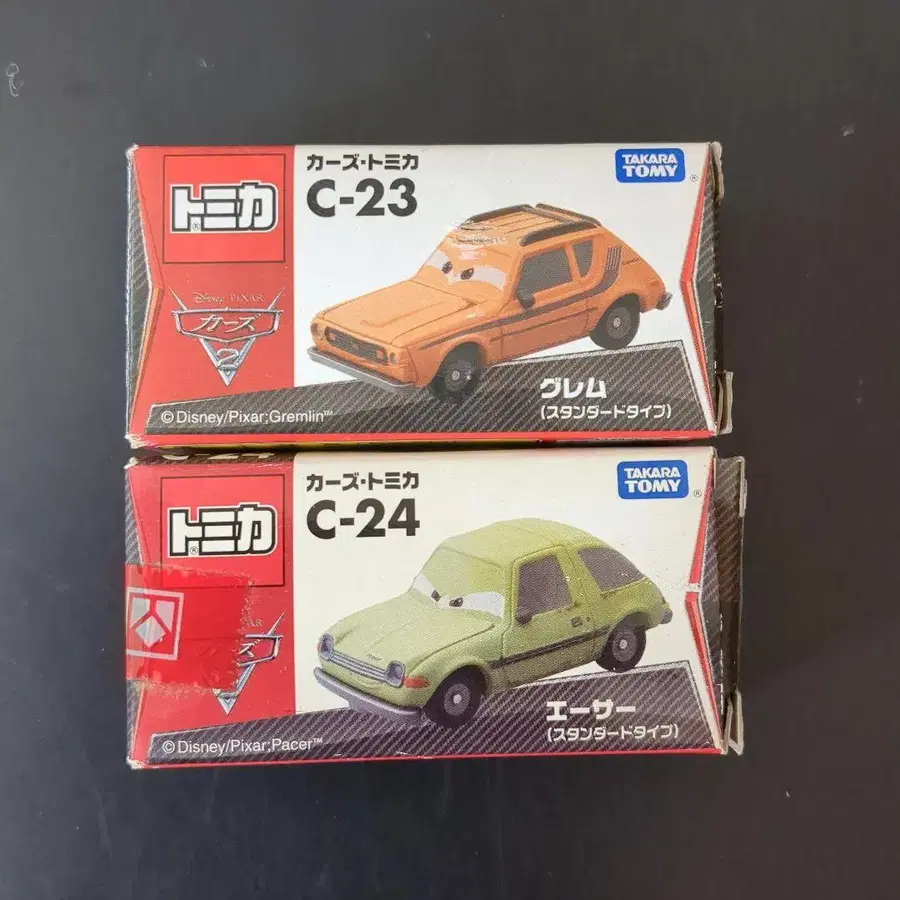 トミカ
®
カーズ・トミカ
C-23
TAKARA
TOMY
®
Disney・PIXAR
カーズ
2
グレム
(スタンダードタイプ)
©Disney/Pixar;Gremlin™
トミカ
®
カーズ・トミカ
C-24
TAKARA
TOMY
®
エーサー
(スタンダードタイプ)
©Disney/Pixar;Pacer™